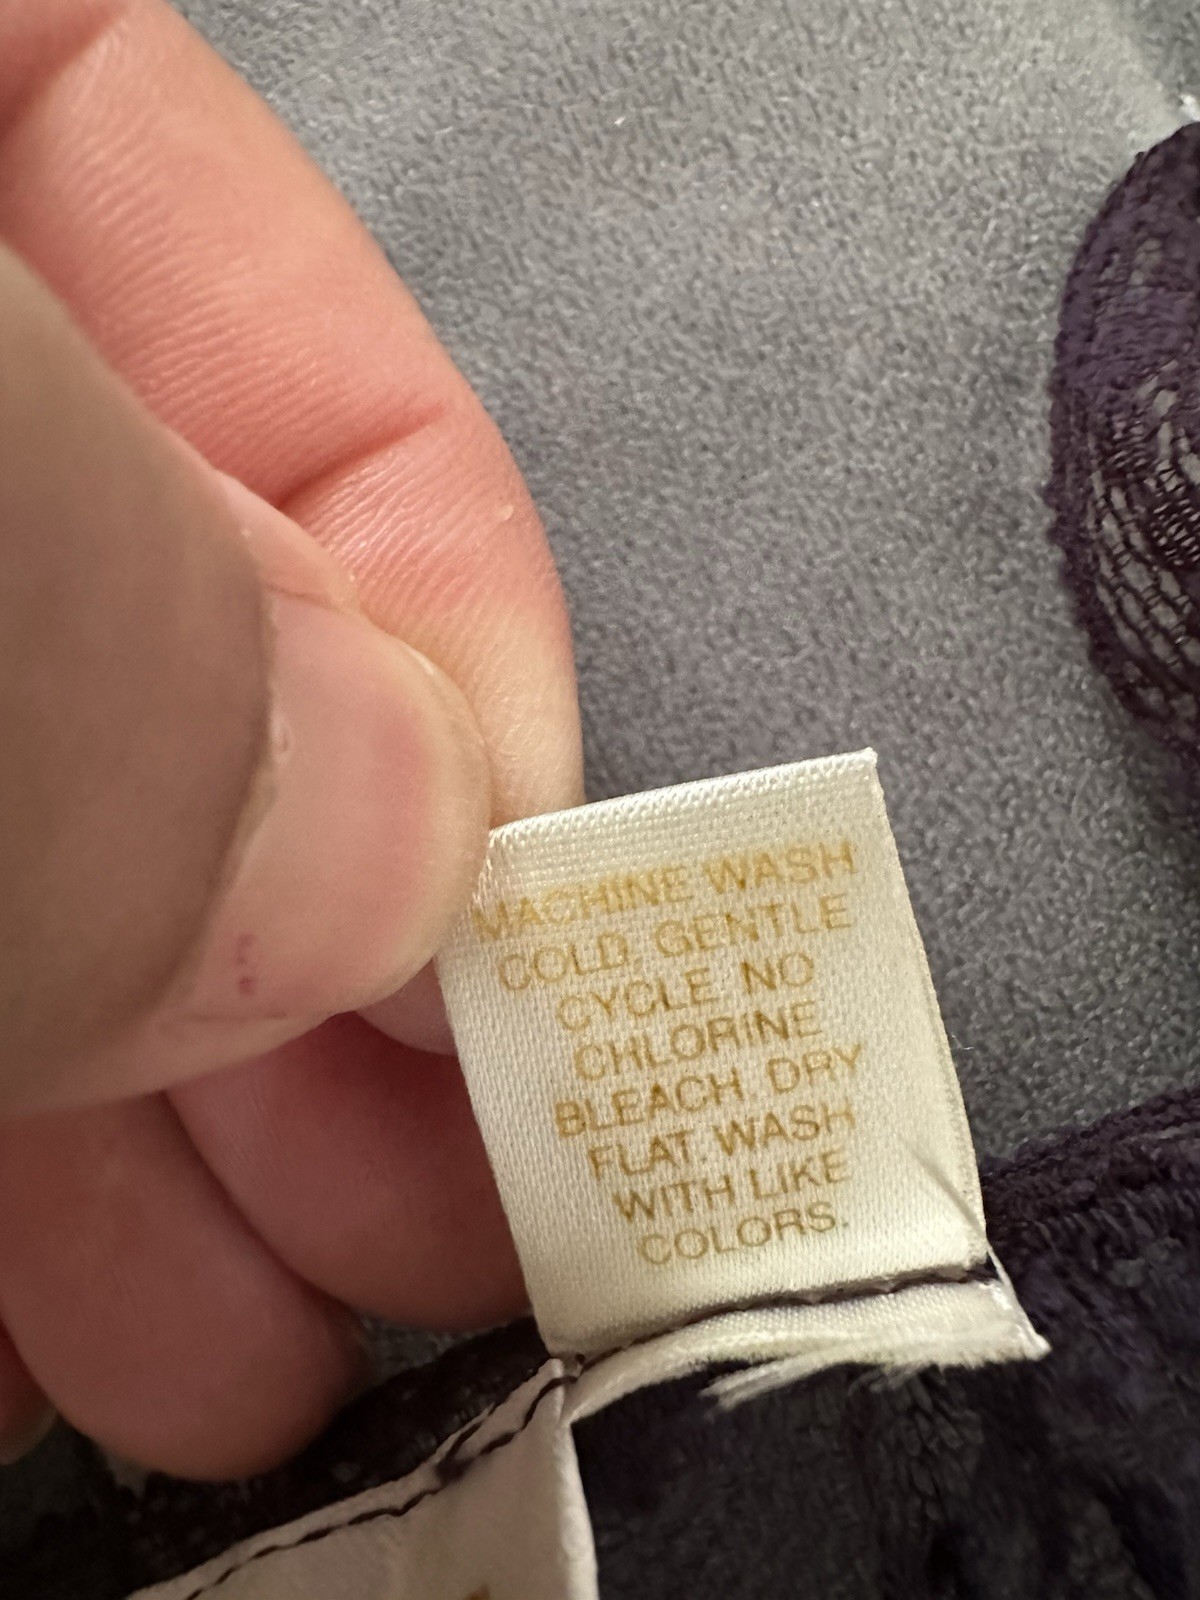 MACHINE WASH
COLD. GENTLE
CYCLE. NO
CHLORINE
BLEACH. DRY
FLAT. WASH
WITH LIKE
COLORS.